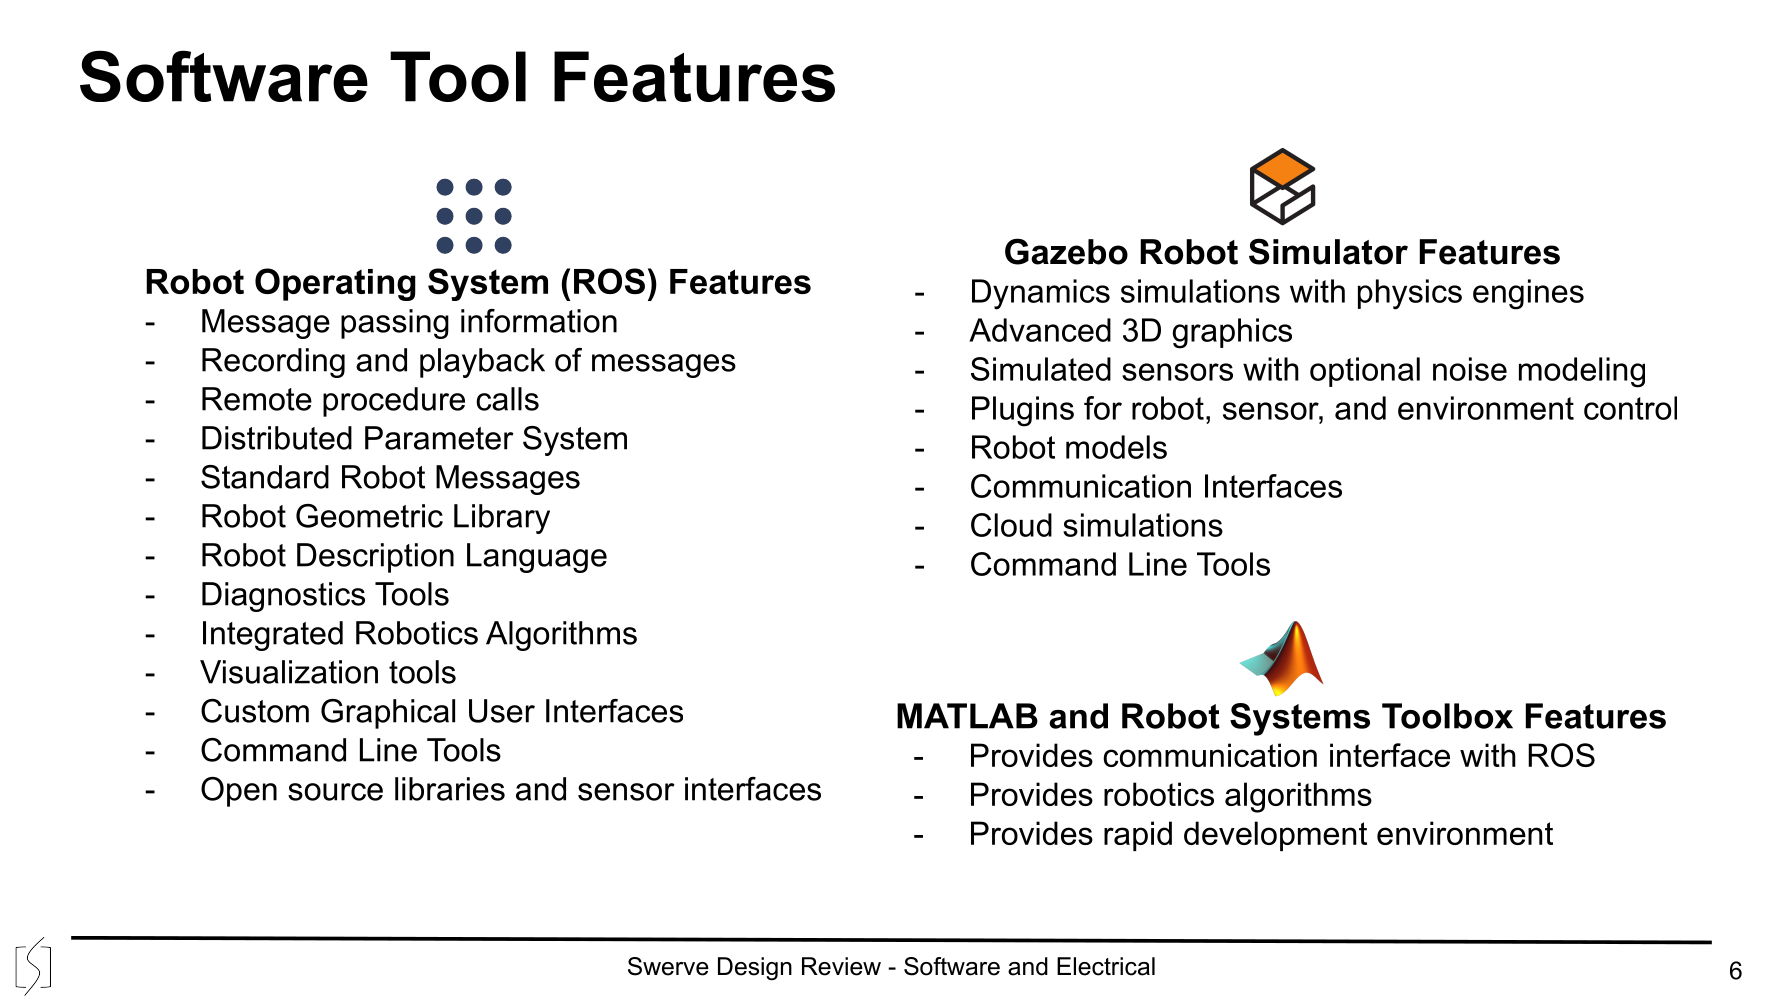 Software Tool Features
Robot Operating System (ROS) Features
- Message passing information
- Recording and playback of messages
- Remote procedure calls
- Distributed Parameter System
- Standard Robot Messages
- Robot Geometric Library
- Robot Description Language
- Diagnostics Tools
- Integrated Robotics Algorithms
- Visualization tools
- Custom Graphical User Interfaces
- Command Line Tools
- Open source libraries and sensor interfaces
Gazebo Robot Simulator Features
- Dynamics simulations with physics engines
- Advanced 3D graphics
- Simulated sensors with optional noise modeling
- Plugins for robot, sensor, and environment control
- Robot models
- Communication Interfaces
- Cloud simulations
- Command Line Tools
MATLAB and Robot Systems Toolbox Features
- Provides communication interface with ROS
- Provides robotics algorithms
- Provides rapid development environment
Swerve Design Review - Software and Electrical
6